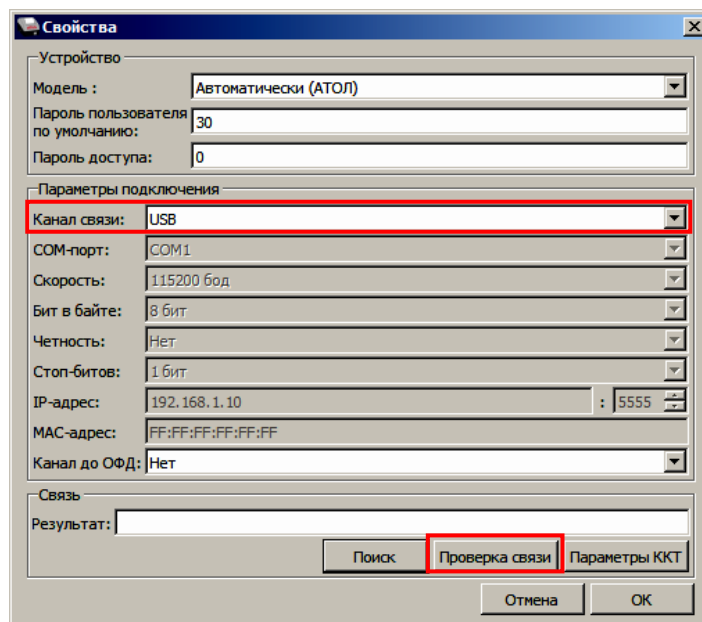 Свойства
Устройство
Модель : Автоматически (АТОЛ)
Пароль пользователя
по умолчанию: 30
Пароль доступа: 0
Параметры подключения
Канал связи: USB
COM-порт: COM1
Скорость: 115200 бод
Бит в байте: 8 бит
Четность: Нет
Стоп-битов: 1 бит
IP-адрес: 192.168.1.10 : 5555
MAC-адрес: FF:FF:FF:FF:FF:FF
Канал до ОФД: Нет
Связь
Результат:
Поиск Проверка связи Параметры ККТ
Отмена ОК